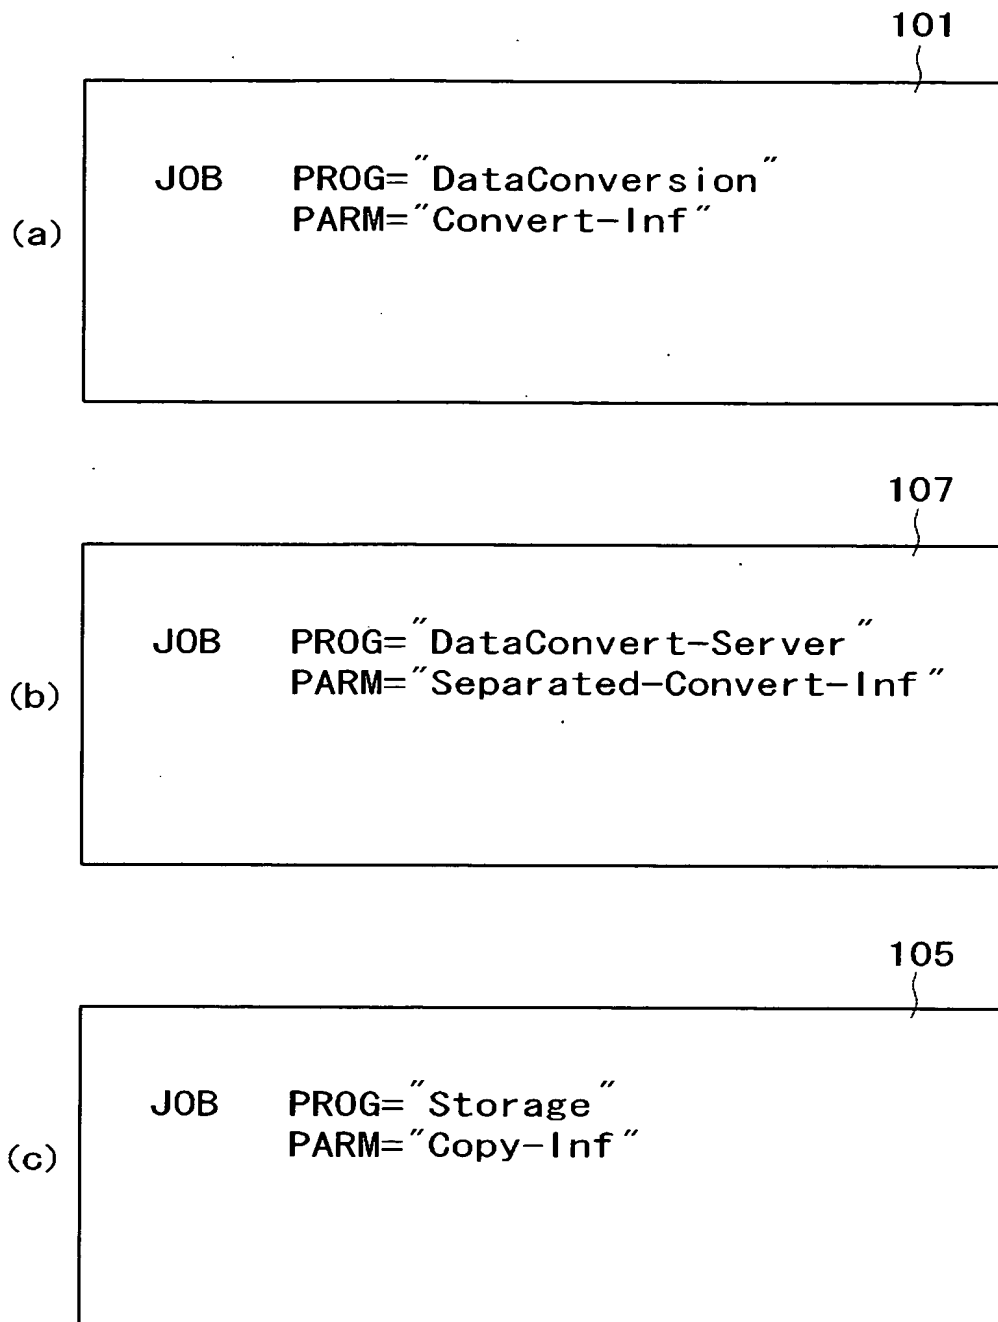 101
JOB PROG="DataConversion"
(a)
PARM="Convert-Inf"
107
JOB PROG="DataConvert-Server"
(b)
PARM="Separated-Convert-Inf"
105
JOB PROG="Storage"
(c)
PARM="Copy-Inf"